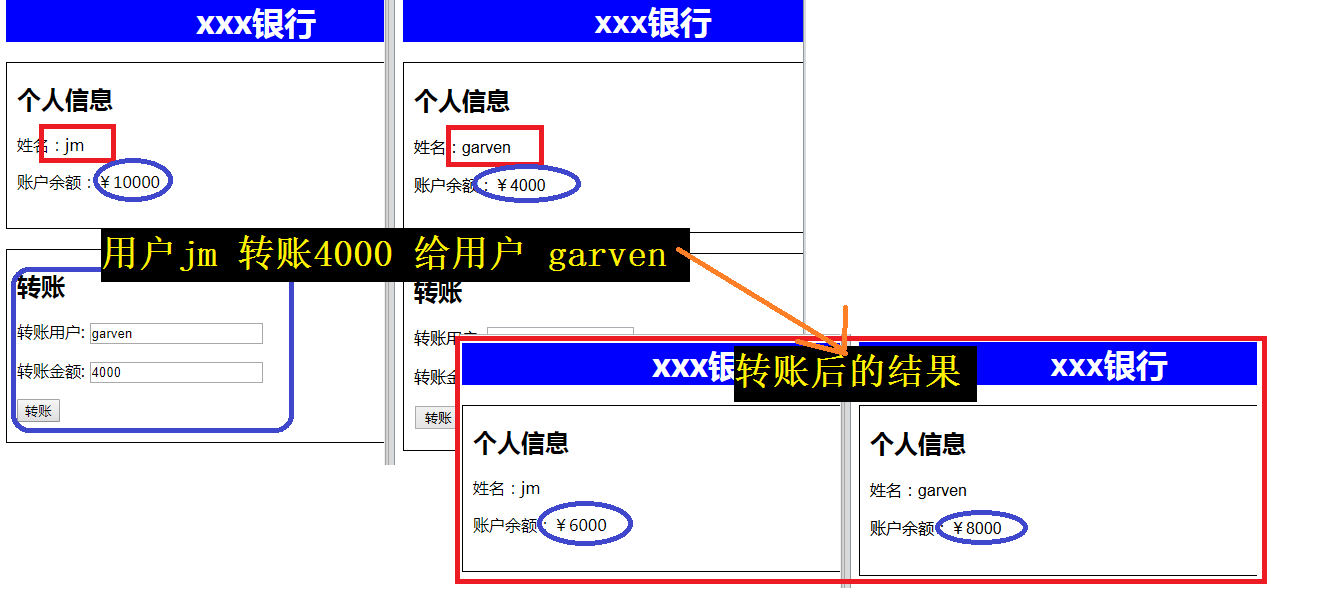 xxx银行
个人信息
姓名：jm
账户余额：￥10000
xxx银行
个人信息
姓名：garven
账户余额：￥4000
用户jm 转账4000 给用户 garven
转账
转账用户: garven
转账金额: 4000
转账
转账
转账用户
转账金
转账
转账后的结果
xxx银
个人信息
姓名：jm
账户余额：￥6000
xxx银行
个人信息
姓名：garven
账户余额：￥8000